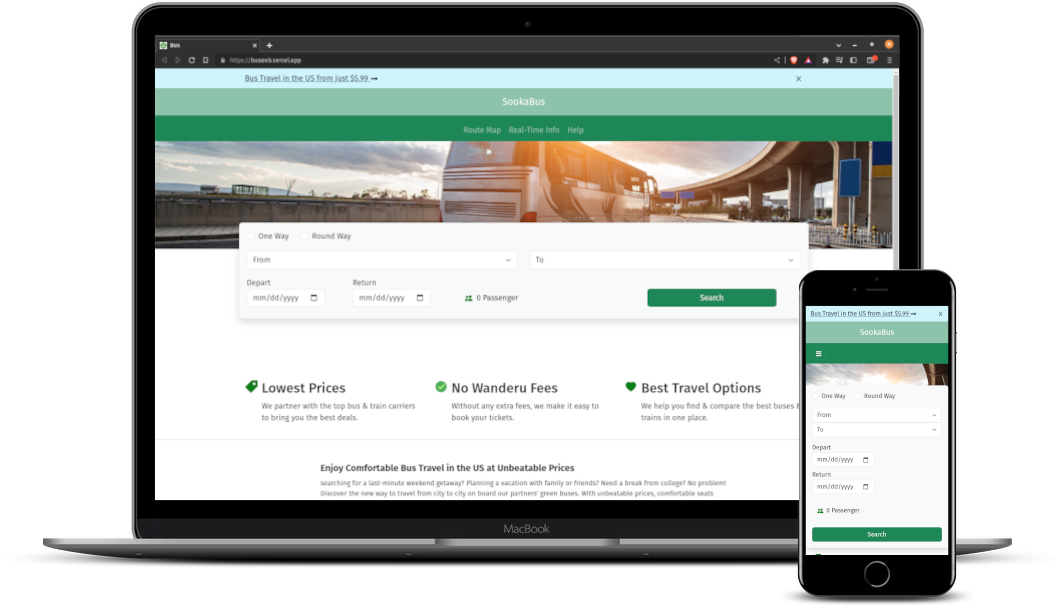 Bus
https://busweb.vercel.app
Bus Travel in the US from just $5.99 →
SookaBus
Route Map Real-Time Info Help
One Way Round Way
From To
Depart Return
mm/dd/yyyy mm/dd/yyyy 0 Passenger Search
Lowest Prices
We partner with the top bus & train carriers
to bring you the best deals.
No Wanderu Fees
Without any extra fees, we make it easy to
book your tickets.
Best Travel Options
We help you find & compare the best buses
trains in one place.
Enjoy Comfortable Bus Travel in the US at Unbeatable Prices
searching for a last-minute weekend getaway? Planning a vacation with family or friends? Need a break from college? No problem!
Discover the new way to travel from city to city on board our partners' green buses. With unbeatable prices, comfortable seats
MacBook
Bus Travel in the US from just $5.99 →
SookaBus
One Way Round Way
From
To
Depart
mm/dd/yyyy
Return
mm/dd/yyyy
0 Passenger
Search